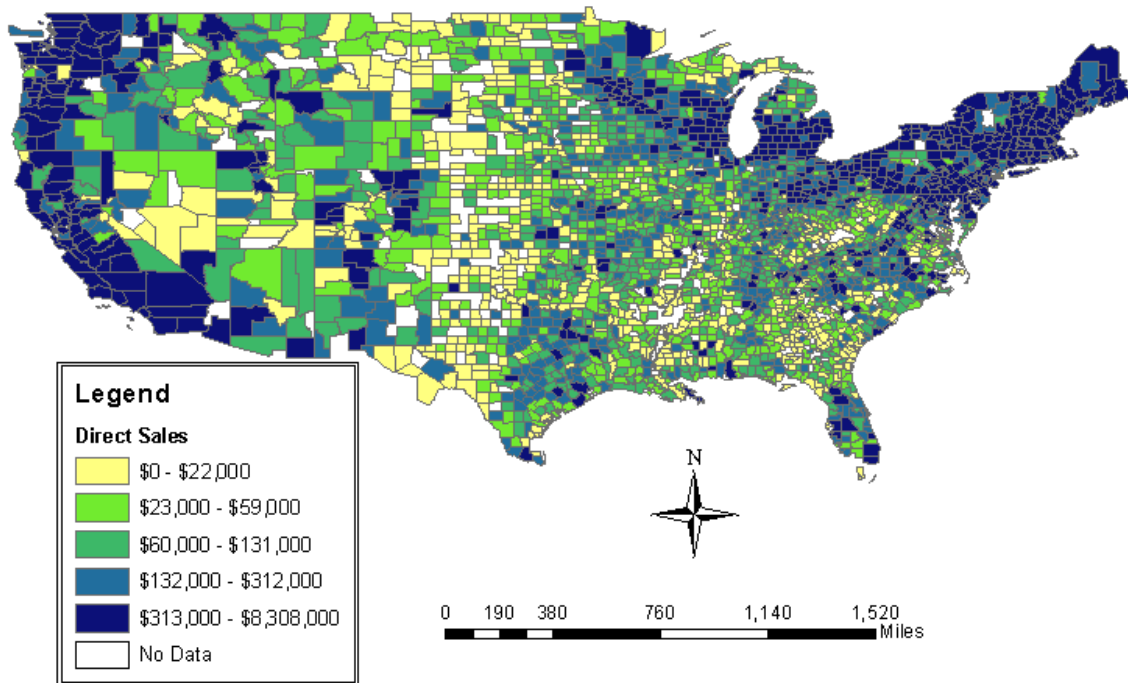 Legend
Direct Sales
$0 - $22,000
$23,000 - $59,000
$60,000 - $131,000
$132,000 - $312,000
$313,000 - $8,308,000
No Data
N
0 190 380 760 1,140 1,520
Miles